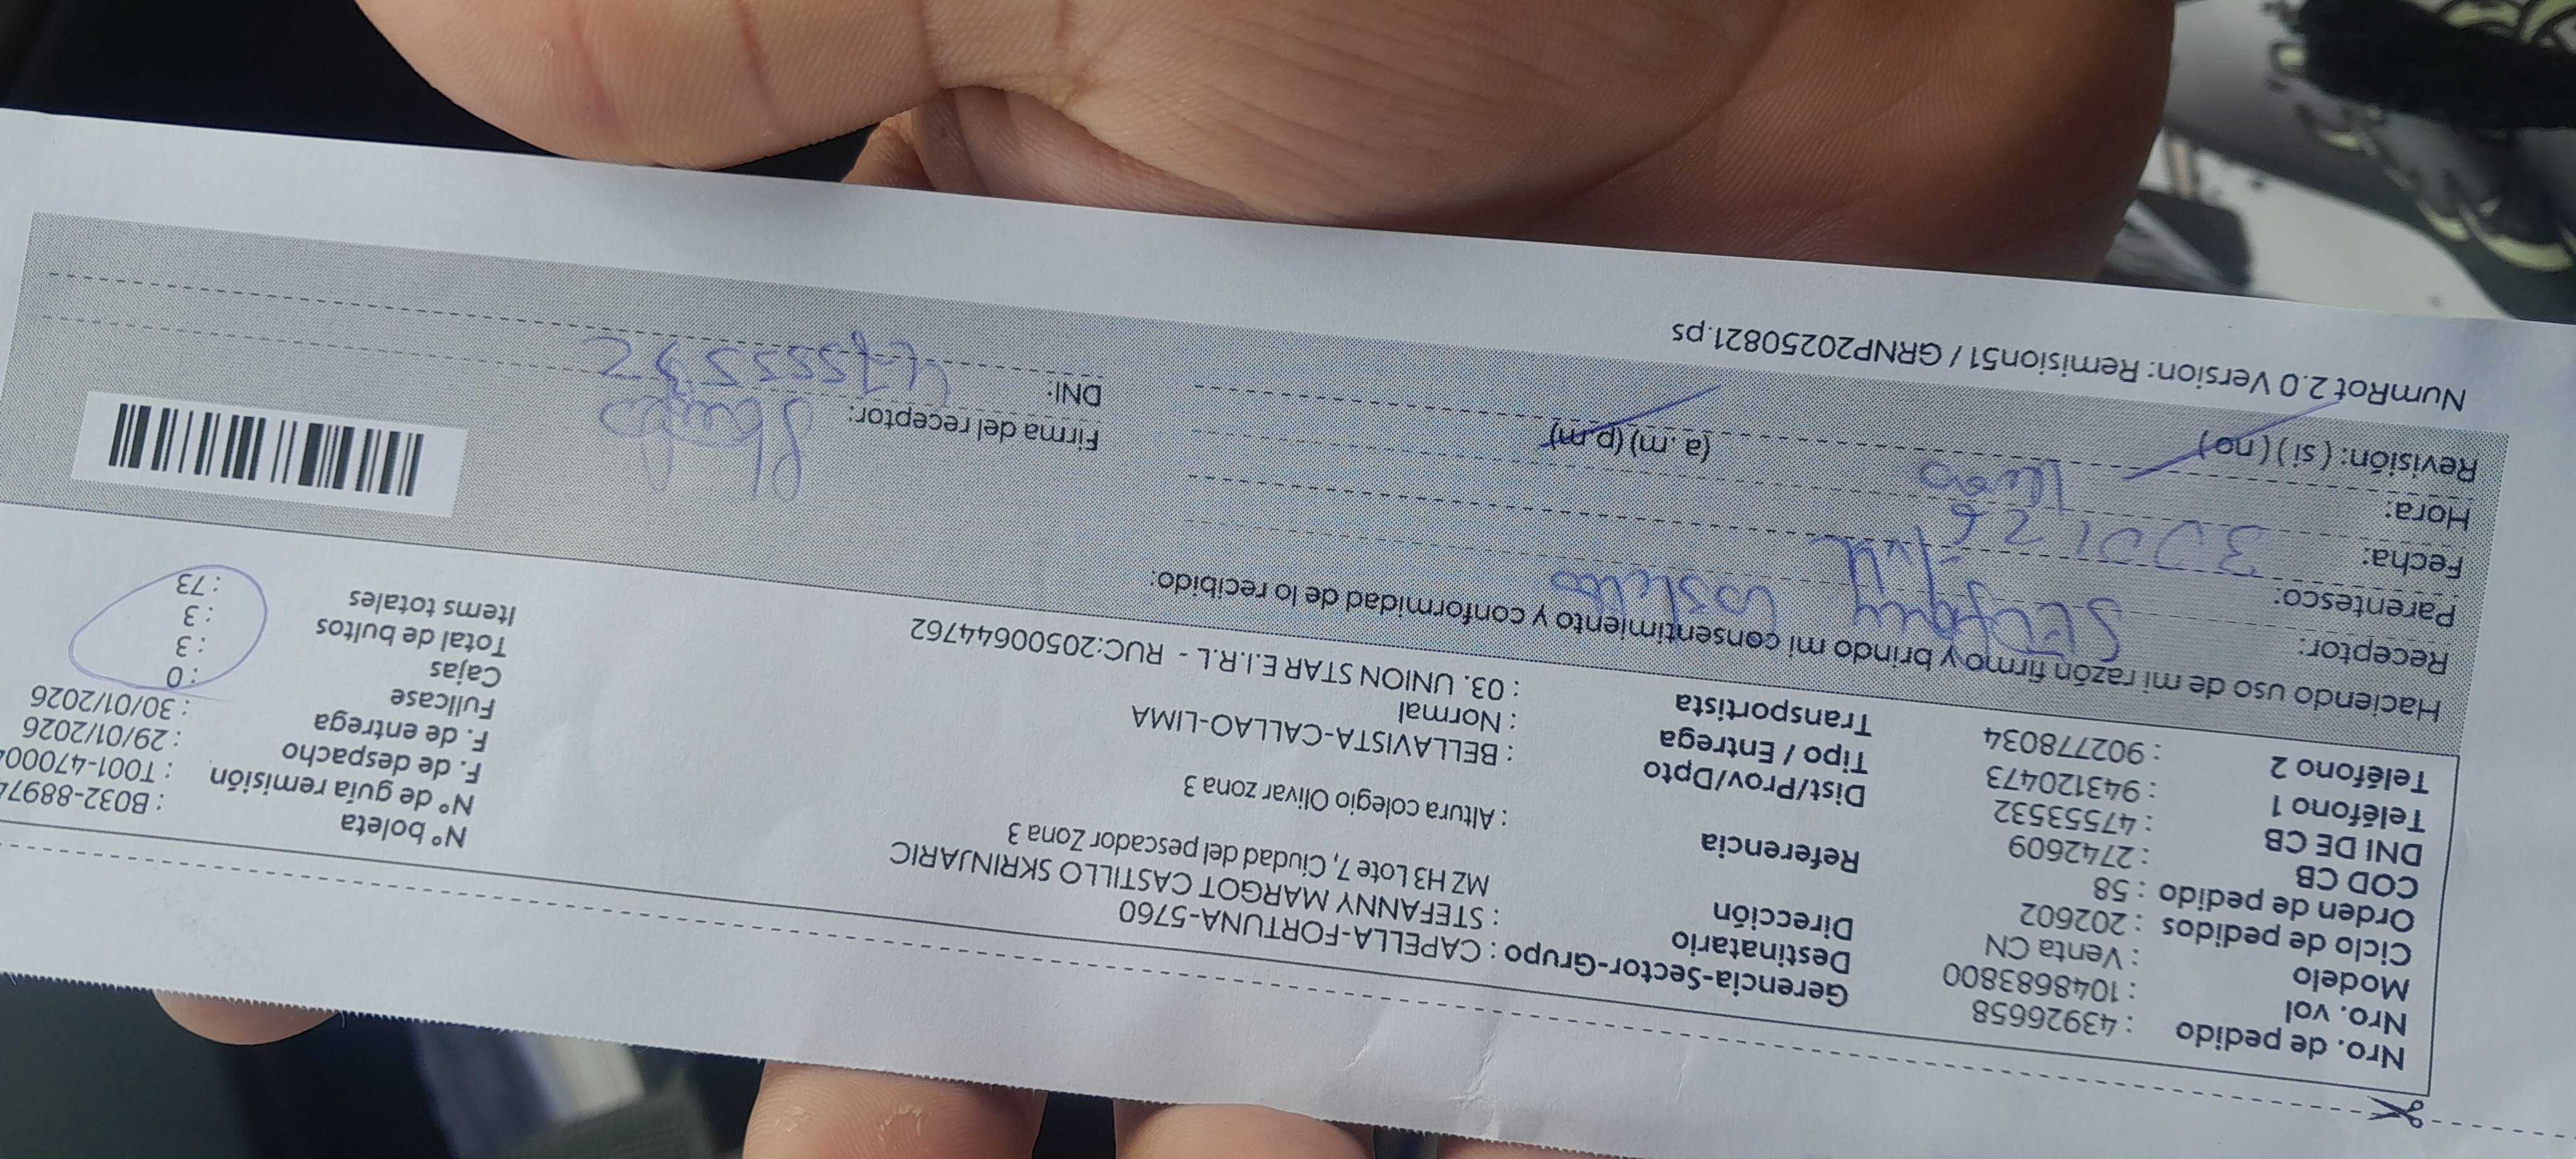 Nro. de pedido : 43926658
Nro. vol : 1048683800
Modelo : Venta CN
Ciclo de pedidos : 202602
Orden de pedido : 58
COD CB : 2742609
DNI DE CB : 47553532
Teléfono 1 : 943120473
Teléfono 2 : 902778034
Gerencia-Sector-Grupo : CAPELLA-FORTUNA-5760
Destinatario : STEFANNY MARGOT CASTILLO SKRINJARIC
Dirección MZ H3 Lote 7, Ciudad del pescador Zona 3
Referencia : Altura colegio Olivar zona 3
Dist/Prov/Dpto : BELLAVISTA-CALLAO-LIMA
Tipo / Entrega : Normal
Transportista : 03. UNION STAR E.I.R.L - RUC:20500644762
Nº boleta : B032-8897
Nº de guía remisión : T001-47000
F. de despacho : 29/01/2026
F. de entrega : 30/01/2026
Fullcase : 0
Cajas : 3
Total de bultos : 3
Items totales : 73
Haciendo uso de mi razón firmo y brindo mi consentimiento y conformidad de lo recibido:
Receptor: Stefanny
Parentesco:
Fecha: 30 01 26
Hora: (a.m) (p.m)
Revisión: ( si ) ( no )
Firma del receptor:
DNI:
NumRot 2.0 Version: Remision51 / GRNP20250821.ps